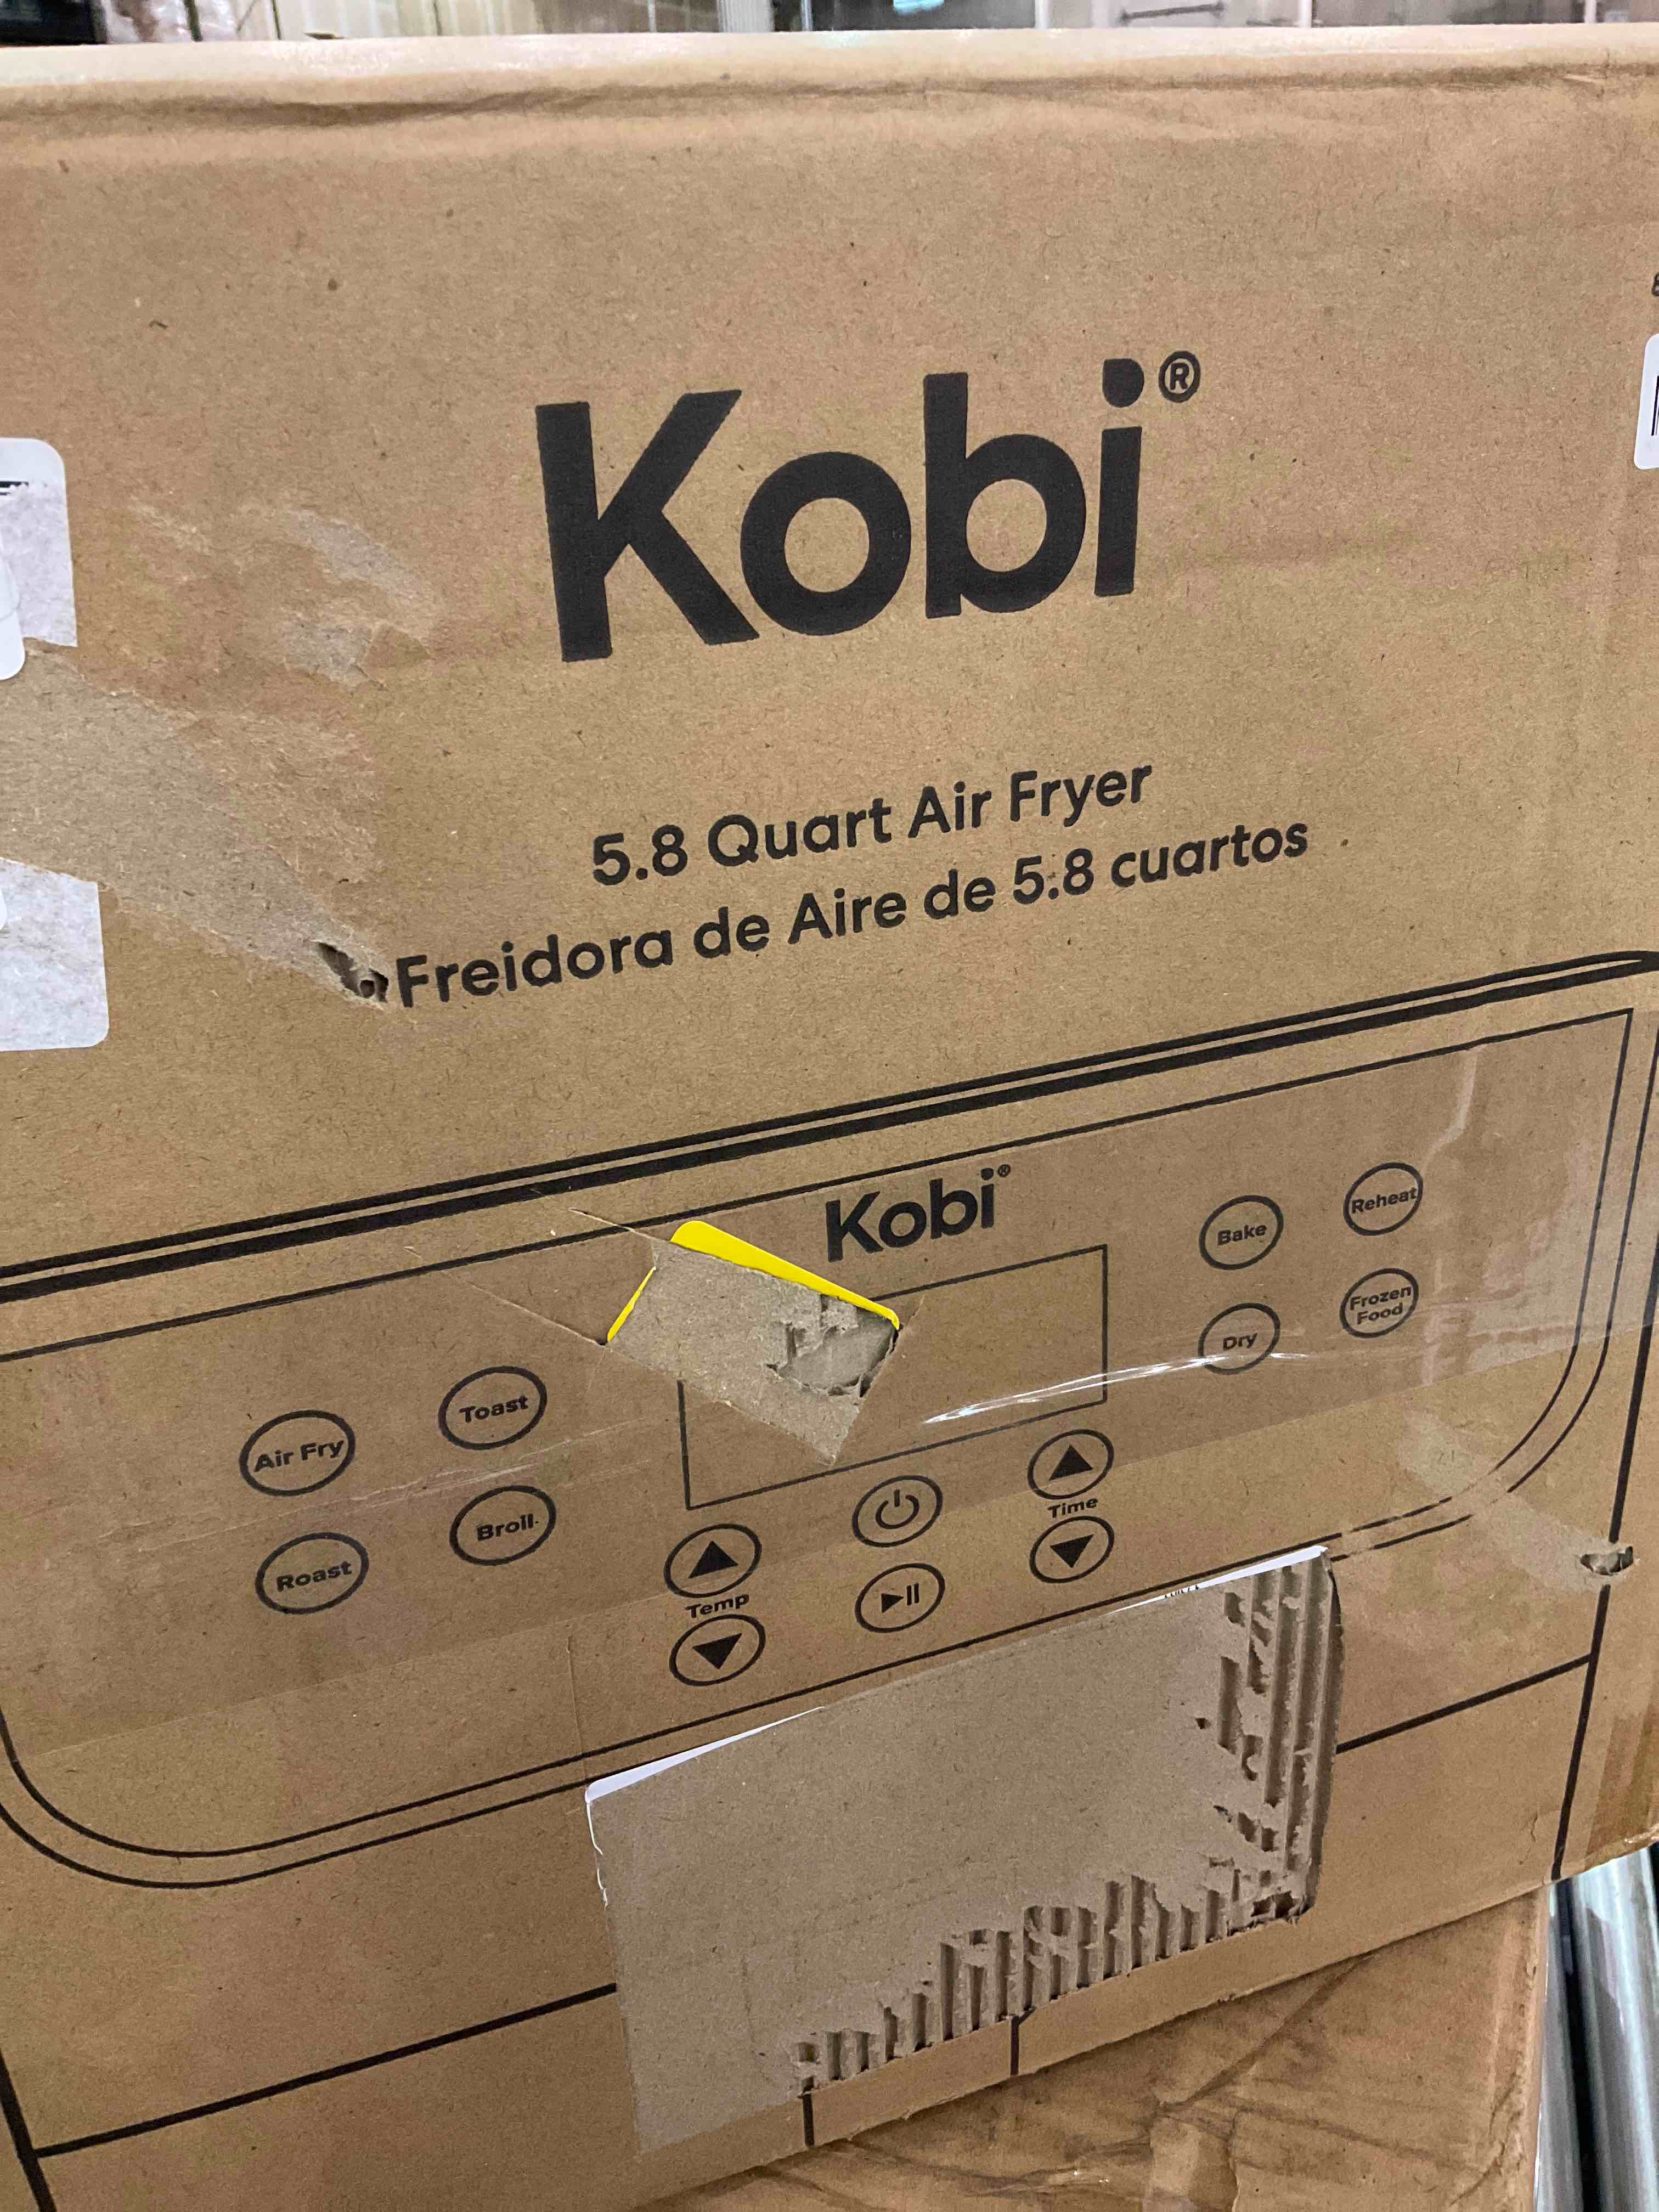 Kobi®
5.8 Quart Air Fryer
Freidora de Aire de 5.8 cuartos
Kobi®
Bake
Reheat
Dry
Frozen
Food
Air Fry
Toast
Roast
Broil
Temp
Time